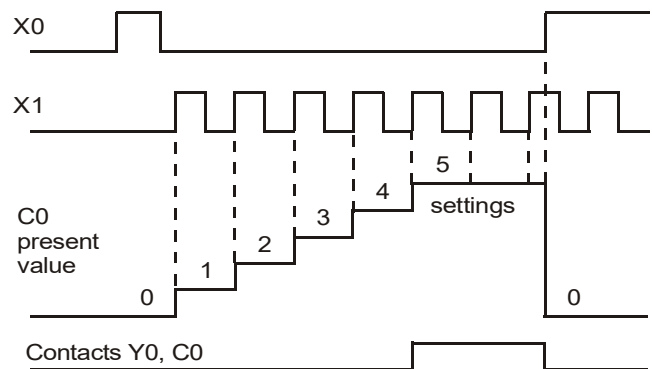 X0
X1
5
settings
4
3
2
1
0
C0
present
value
0
Contacts Y0, C0